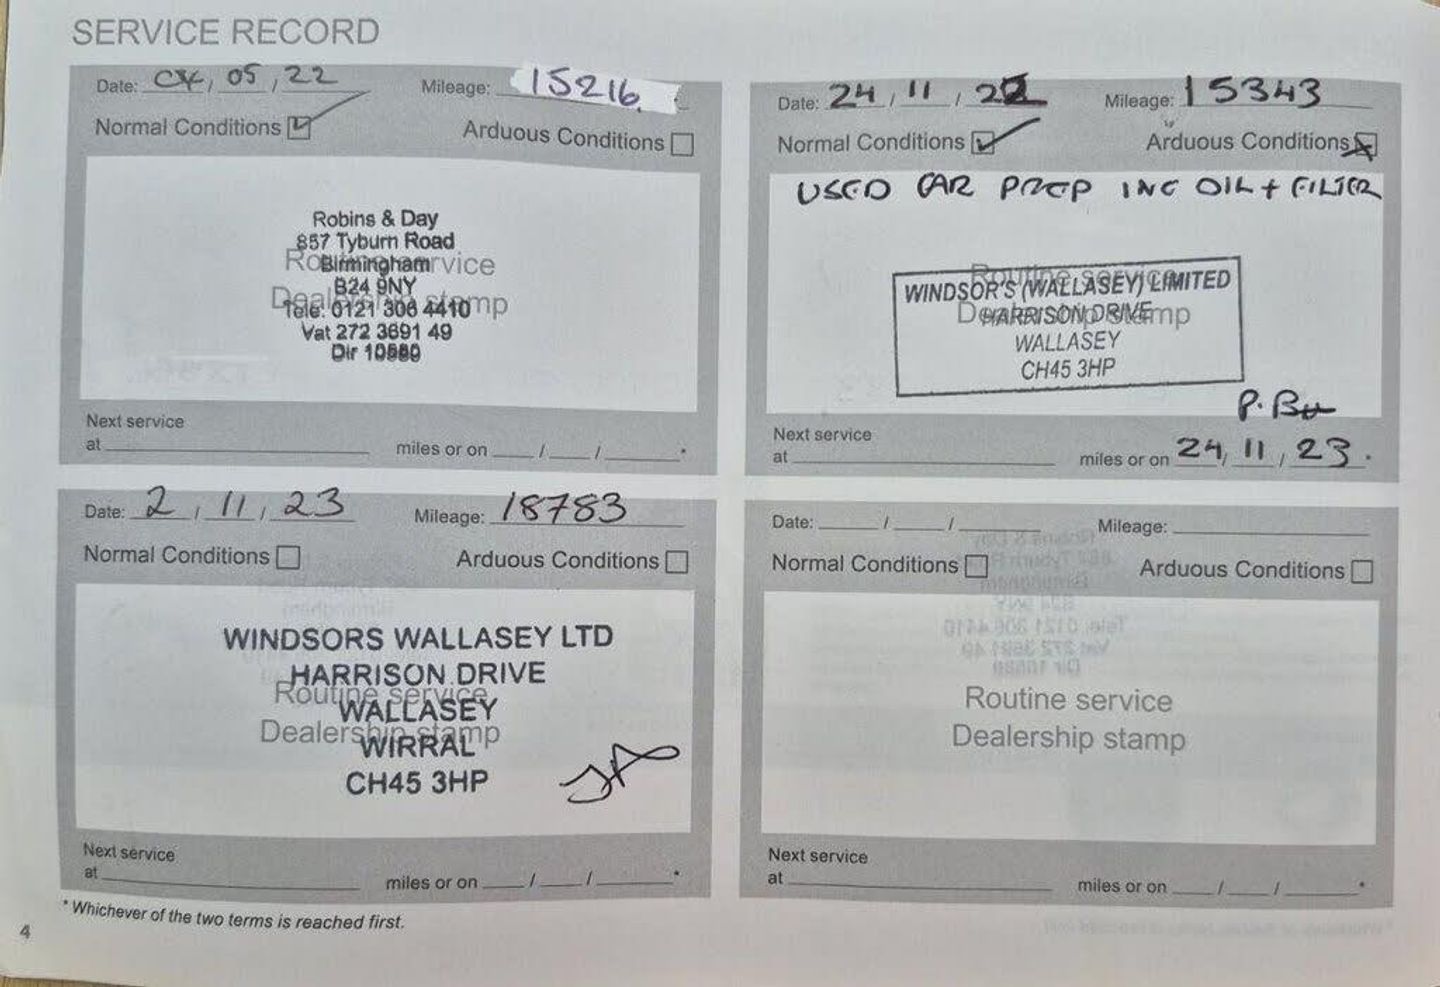 SERVICE RECORD
Date: 04, 05, 22 Mileage: 15216
Normal Conditions Arduous Conditions
Robins & Day
857 Tyburn Road
Birmingham
B24 9NY
Tele: 0121 306 4410
Vat 272 3691 49
Dir 10580
Routine service
Dealership stamp
Next service
at miles or on / / *
Date: 24 / 11 / 22 Mileage: 15343
Normal Conditions Arduous Conditions
USED CAR PREP INC OIL + FILTER
Routine service
Dealership stamp
WINDSOR'S (WALLASEY) LIMITED
HARRISON DRIVE
WALLASEY
CH45 3HP
Next service
at miles or on 24, 11, 23.
Date: 2 / 11 / 23 Mileage: 18783
Normal Conditions Arduous Conditions
WINDSORS WALLASEY LTD
HARRISON DRIVE
WALLASEY
WIRRAL
CH45 3HP
Routine service
Dealership stamp
Next service
at miles or on / / *
Date: / / Mileage:
Normal Conditions Arduous Conditions
Routine service
Dealership stamp
Next service
at miles or on / / *
* Whichever of the two terms is reached first.
4